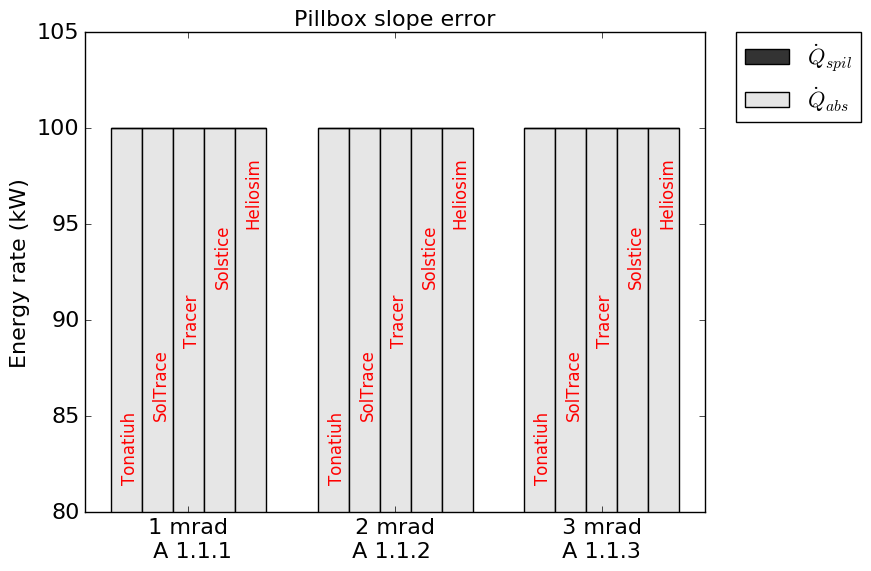 Pillbox slope error
105
100
95
90
85
80
Energy rate (kW)
Tonatiuh
SolTrace
Tracer
Solstice
Heliosim
Tonatiuh
SolTrace
Tracer
Solstice
Heliosim
Tonatiuh
SolTrace
Tracer
Solstice
Heliosim
1 mrad
A 1.1.1
2 mrad
A 1.1.2
3 mrad
A 1.1.3
Q̇spil
Q̇abs